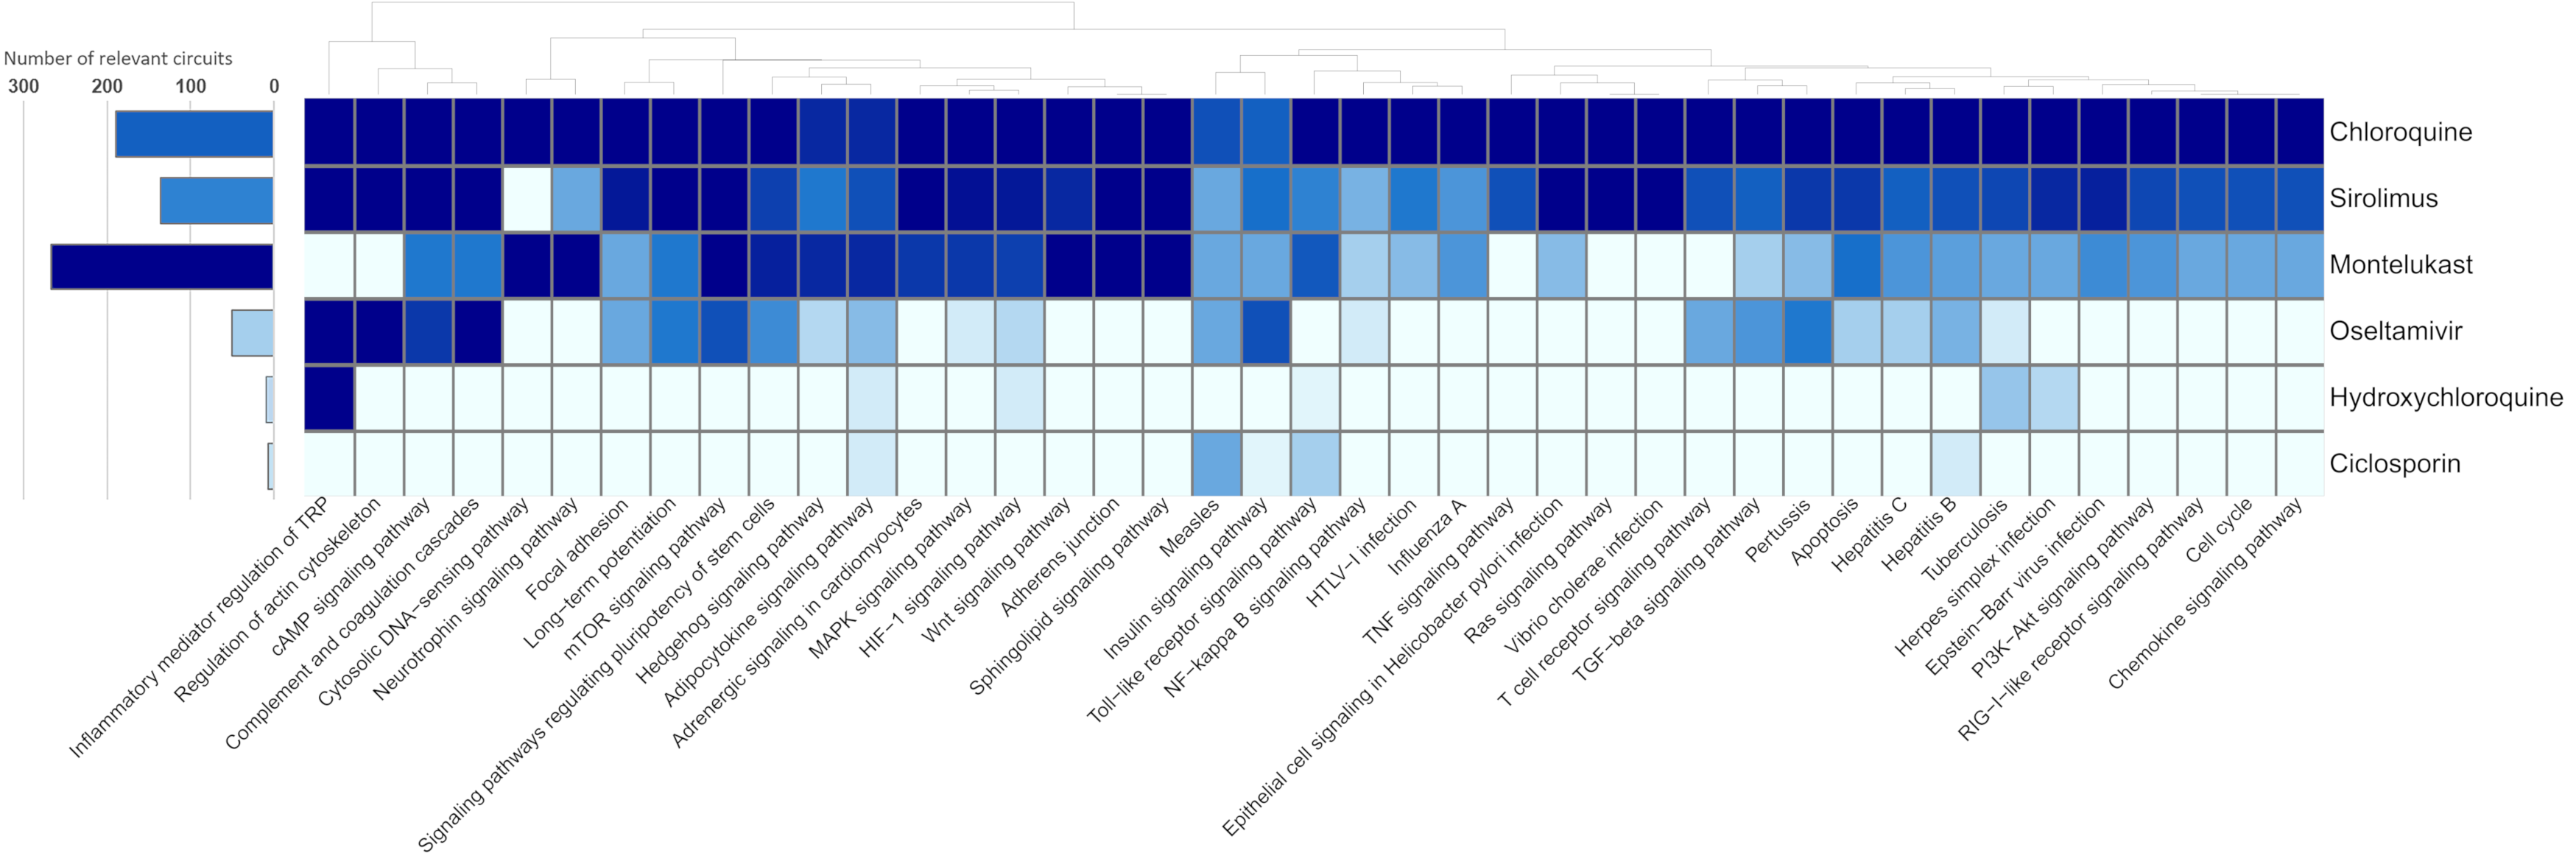 Number of relevant circuits
300 200 100 0
Chloroquine
Sirolimus
Montelukast
Oseltamivir
Hydroxychloroquine
Ciclosporin
Inflammatory mediator regulation of TRP
Regulation of actin cytoskeleton
cAMP signaling pathway
Complement and coagulation cascades
Cytosolic DNA−sensing pathway
Neurotrophin signaling pathway
Focal adhesion
Long−term potentiation
mTOR signaling pathway
Signaling pathways regulating pluripotency of stem cells
Hedgehog signaling pathway
Adipocytokine signaling pathway
Adrenergic signaling in cardiomyocytes
MAPK signaling pathway
HIF−1 signaling pathway
Wnt signaling pathway
Adherens junction
Sphingolipid signaling pathway
Measles
Insulin signaling pathway
Toll−like receptor signaling pathway
NF−kappa B signaling pathway
HTLV−I infection
Influenza A
TNF signaling pathway
Epithelial cell signaling in Helicobacter pylori infection
Ras signaling pathway
Vibrio cholerae infection
T cell receptor signaling pathway
TGF−beta signaling pathway
Pertussis
Apoptosis
Hepatitis C
Hepatitis B
Tuberculosis
Herpes simplex infection
Epstein−Barr virus infection
PI3K−Akt signaling pathway
RIG−I−like receptor signaling pathway
Cell cycle
Chemokine signaling pathway